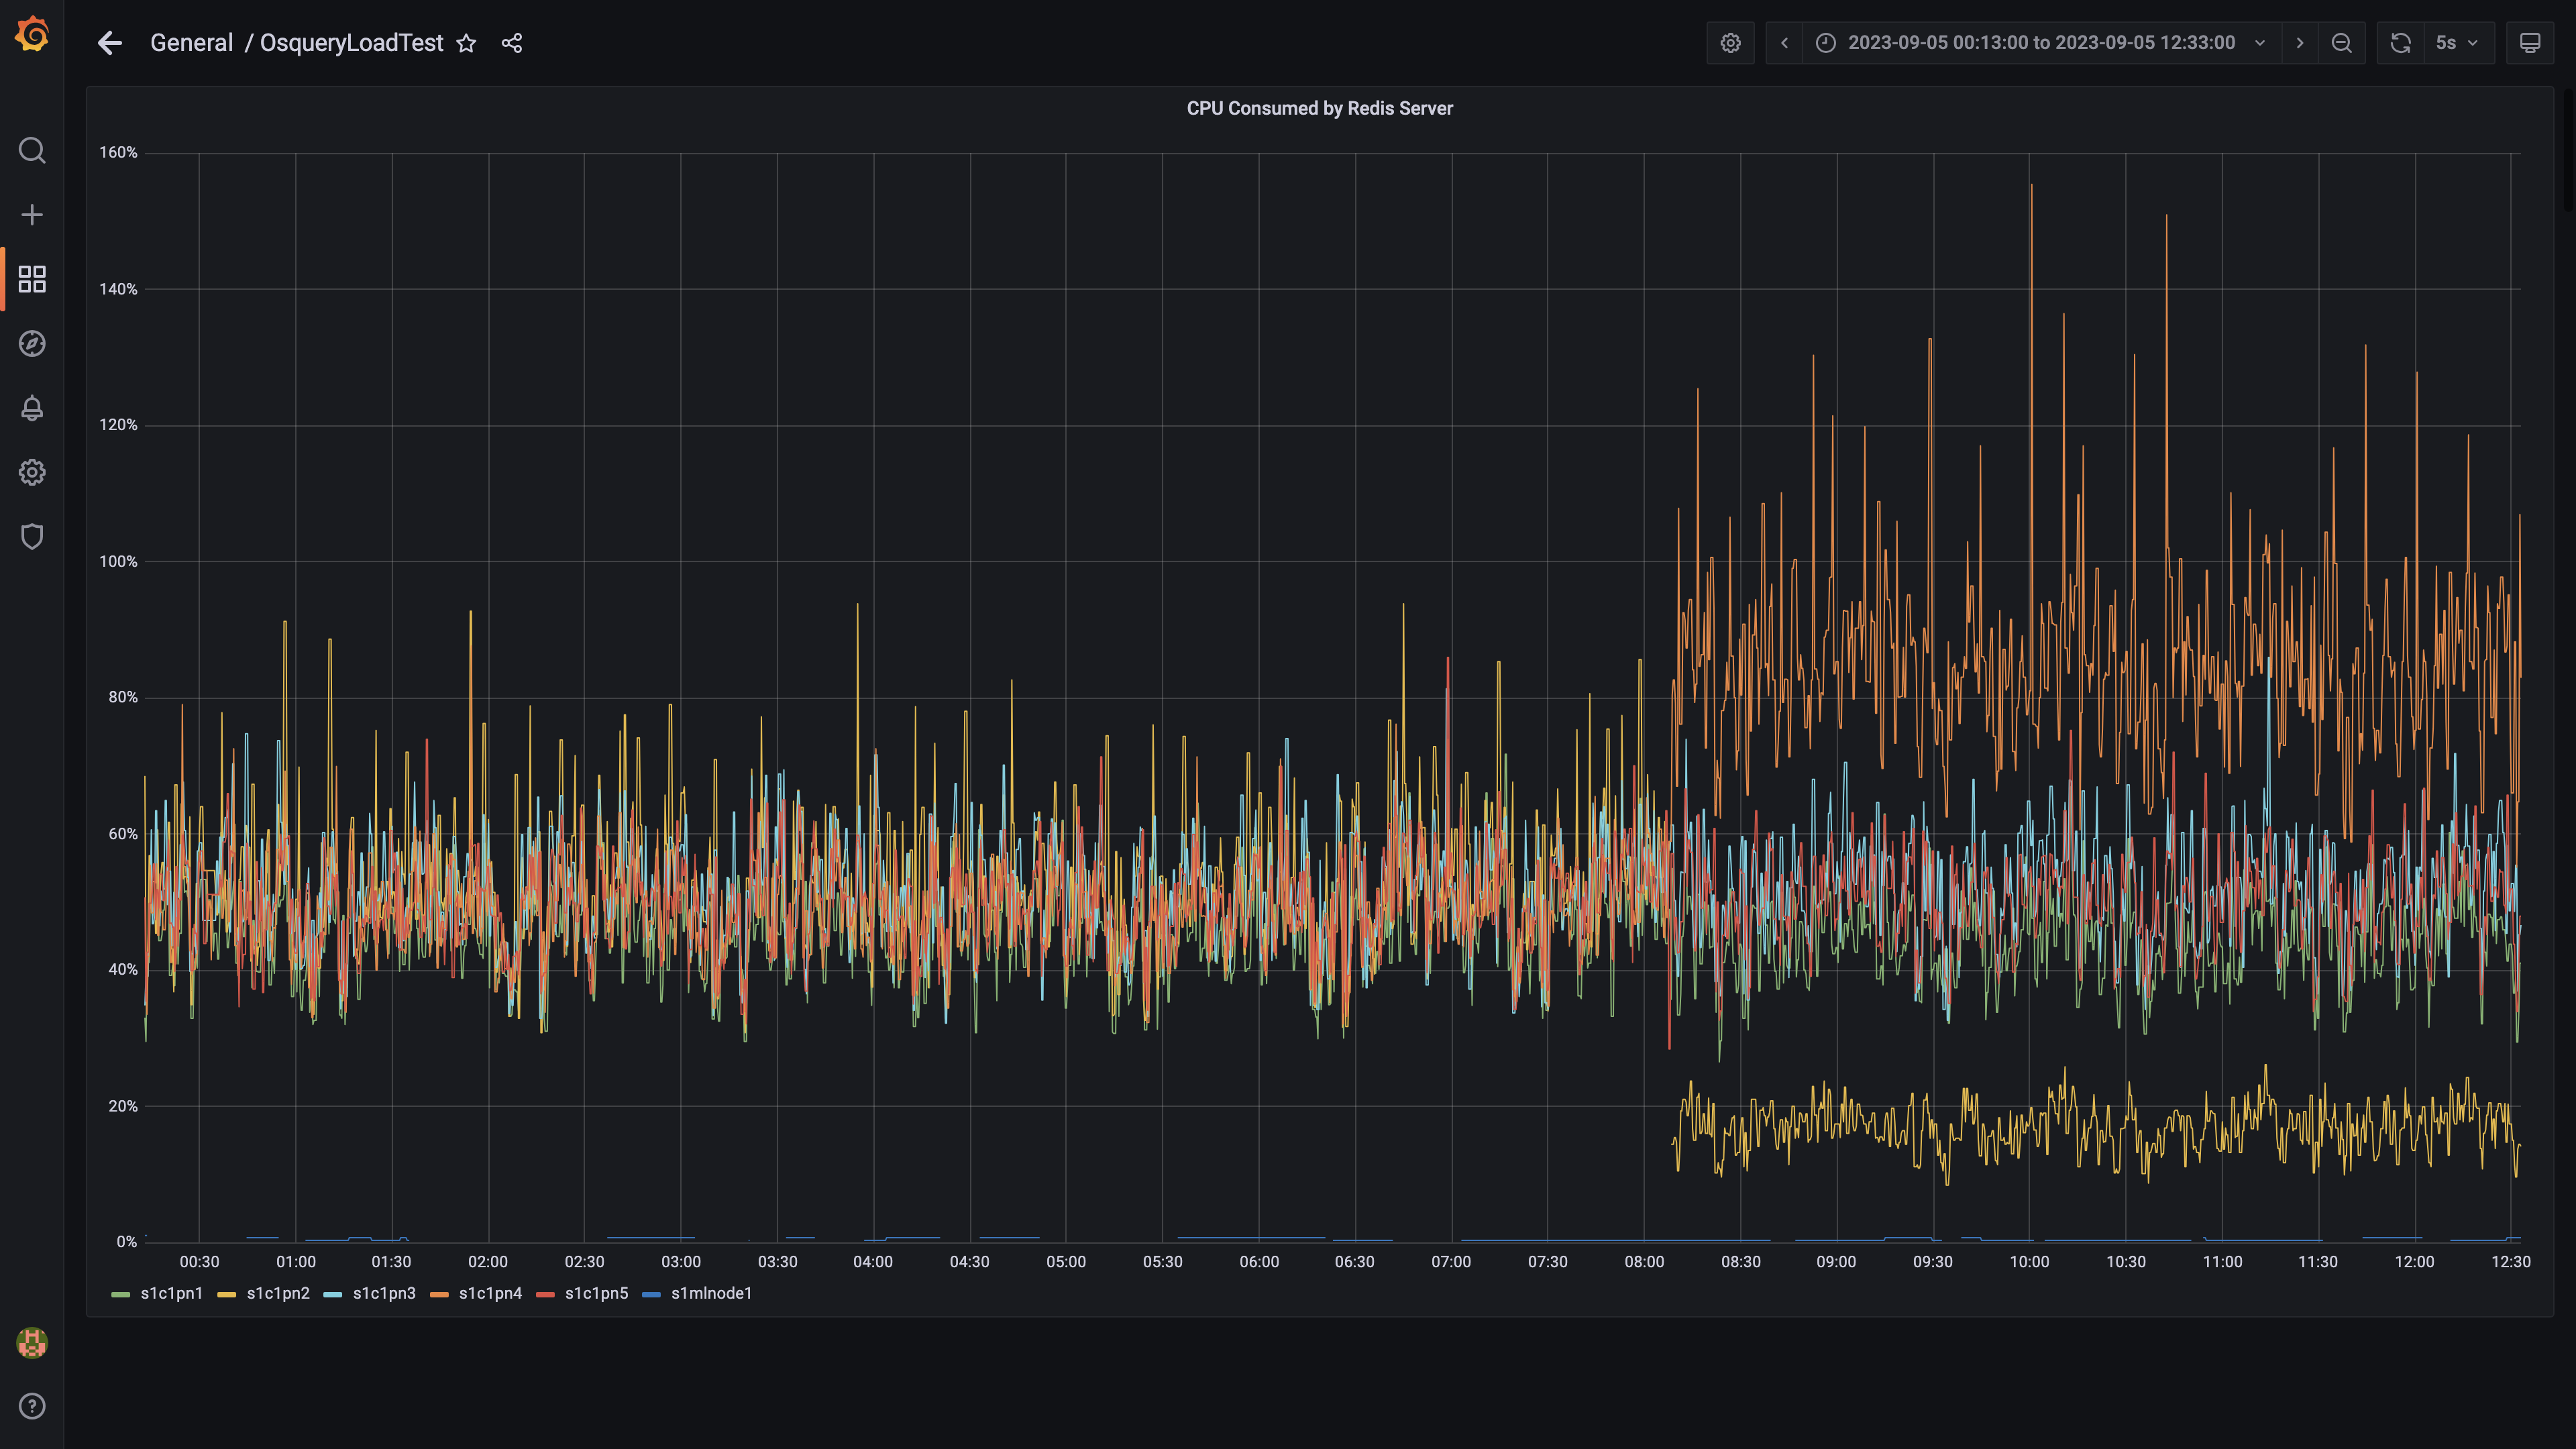 General / OsqueryLoadTest
2023-09-05 00:13:00 to 2023-09-05 12:33:00
5s
CPU Consumed by Redis Server
160%
140%
120%
100%
80%
60%
40%
20%
0%
00:30 01:00 01:30 02:00 02:30 03:00 03:30 04:00 04:30 05:00 05:30 06:00 06:30 07:00 07:30 08:00 08:30 09:00 09:30 10:00 10:30 11:00 11:30 12:00 12:30
s1c1pn1 s1c1pn2 s1c1pn3 s1c1pn4 s1c1pn5 s1mlnode1